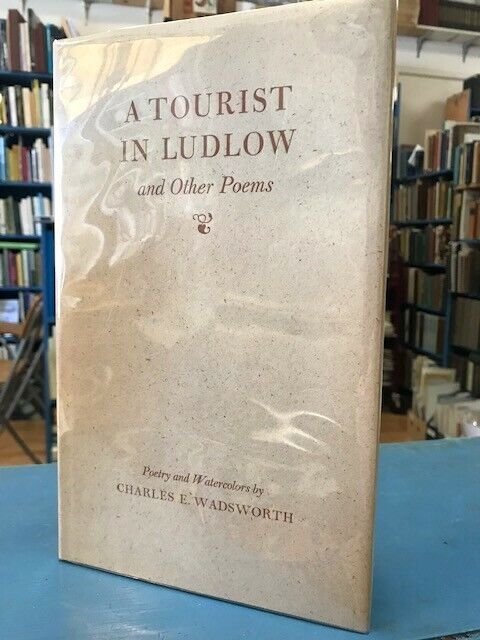 A TOURIST
IN LUDLOW
and Other Poems
Poetry and Watercolors by
CHARLES E. WADSWORTH